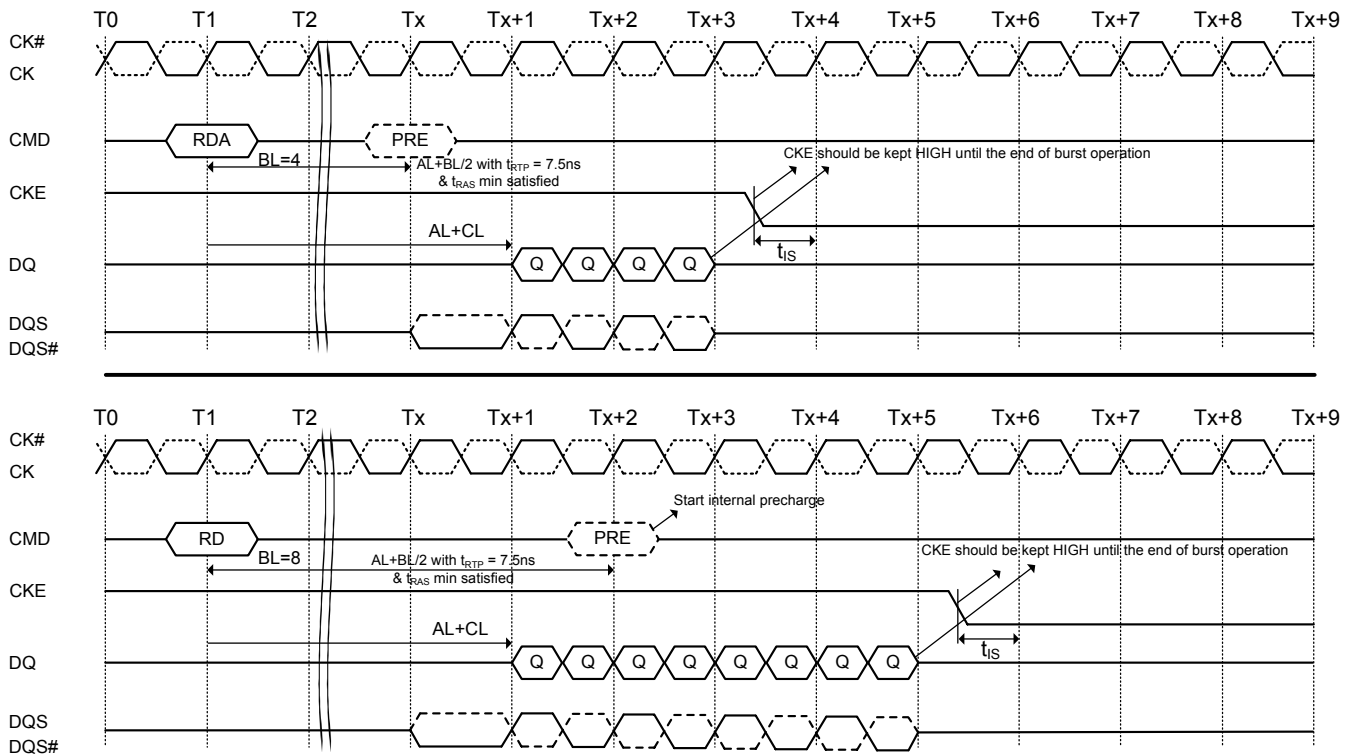 T0 T1 T2 Tx Tx+1 Tx+2 Tx+3 Tx+4 Tx+5 Tx+6 Tx+7 Tx+8 Tx+9
CK#
CK
CMD RDA PRE
BL=4 AL+BL/2 with tRTP = 7.5ns
& tRAS min satisfied
CKE should be kept HIGH until the end of burst operation
CKE
AL+CL
tIS
DQ Q Q Q Q
DQS
DQS#
T0 T1 T2 Tx Tx+1 Tx+2 Tx+3 Tx+4 Tx+5 Tx+6 Tx+7 Tx+8 Tx+9
CK#
CK
Start internal precharge
CMD RD PRE
BL=8 AL+BL/2 with tRTP = 7.5ns
& tRAS min satisfied
CKE should be kept HIGH until the end of burst operation
CKE
AL+CL
tIS
DQ Q Q Q Q Q Q Q Q
DQS
DQS#